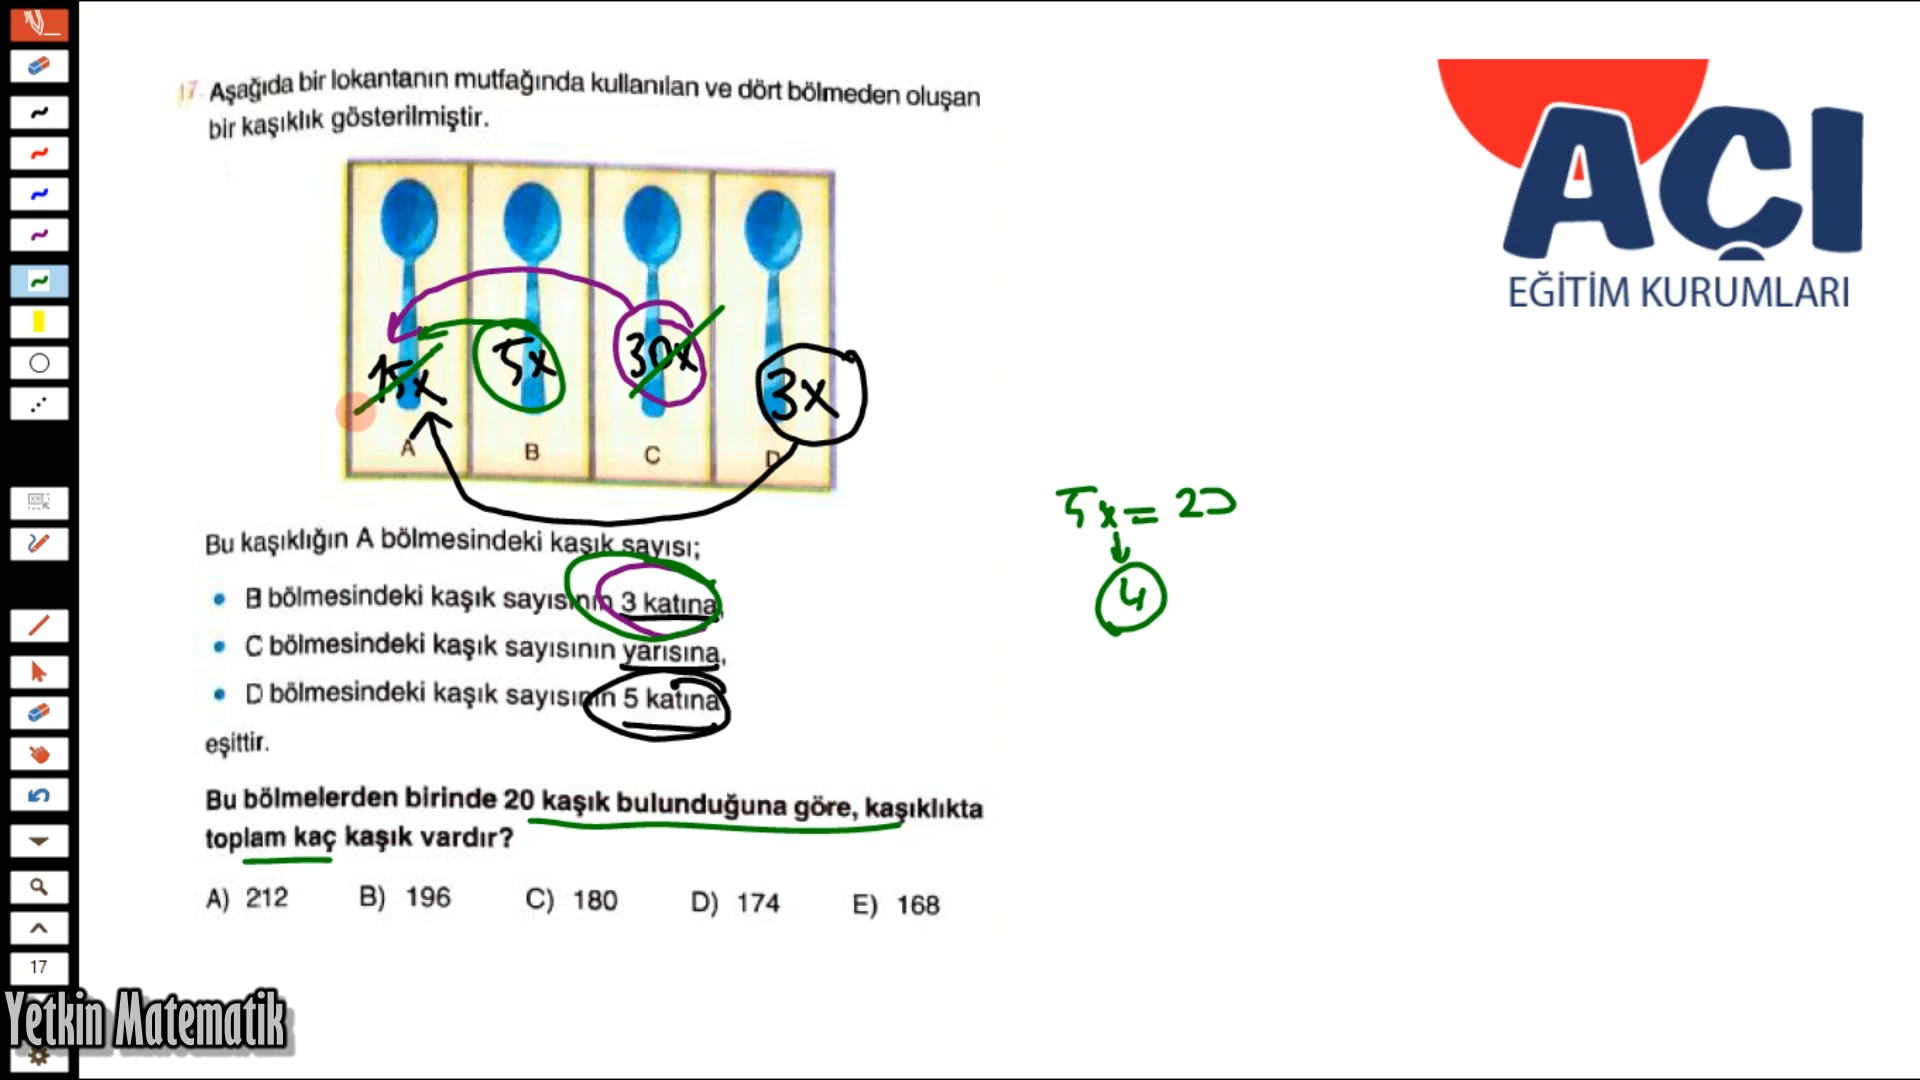 17. Aşağıda bir lokantanın mutfağında kullanılan ve dört bölmeden oluşan
bir kaşıklık gösterilmiştir.
AÇI
EĞİTİM KURUMLARI
15x 5x 30x 3x
A B C D
5x = 20
4
Bu kaşıklığın A bölmesindeki kaşık sayısı;
• B bölmesindeki kaşık sayısının 3 katına,
• C bölmesindeki kaşık sayısının yarısına,
• D bölmesindeki kaşık sayısının 5 katına
eşittir.
Bu bölmelerden birinde 20 kaşık bulunduğuna göre, kaşıklıkta
toplam kaç kaşık vardır?
A) 212 B) 196 C) 180 D) 174 E) 168
17
Yetkin Matematik